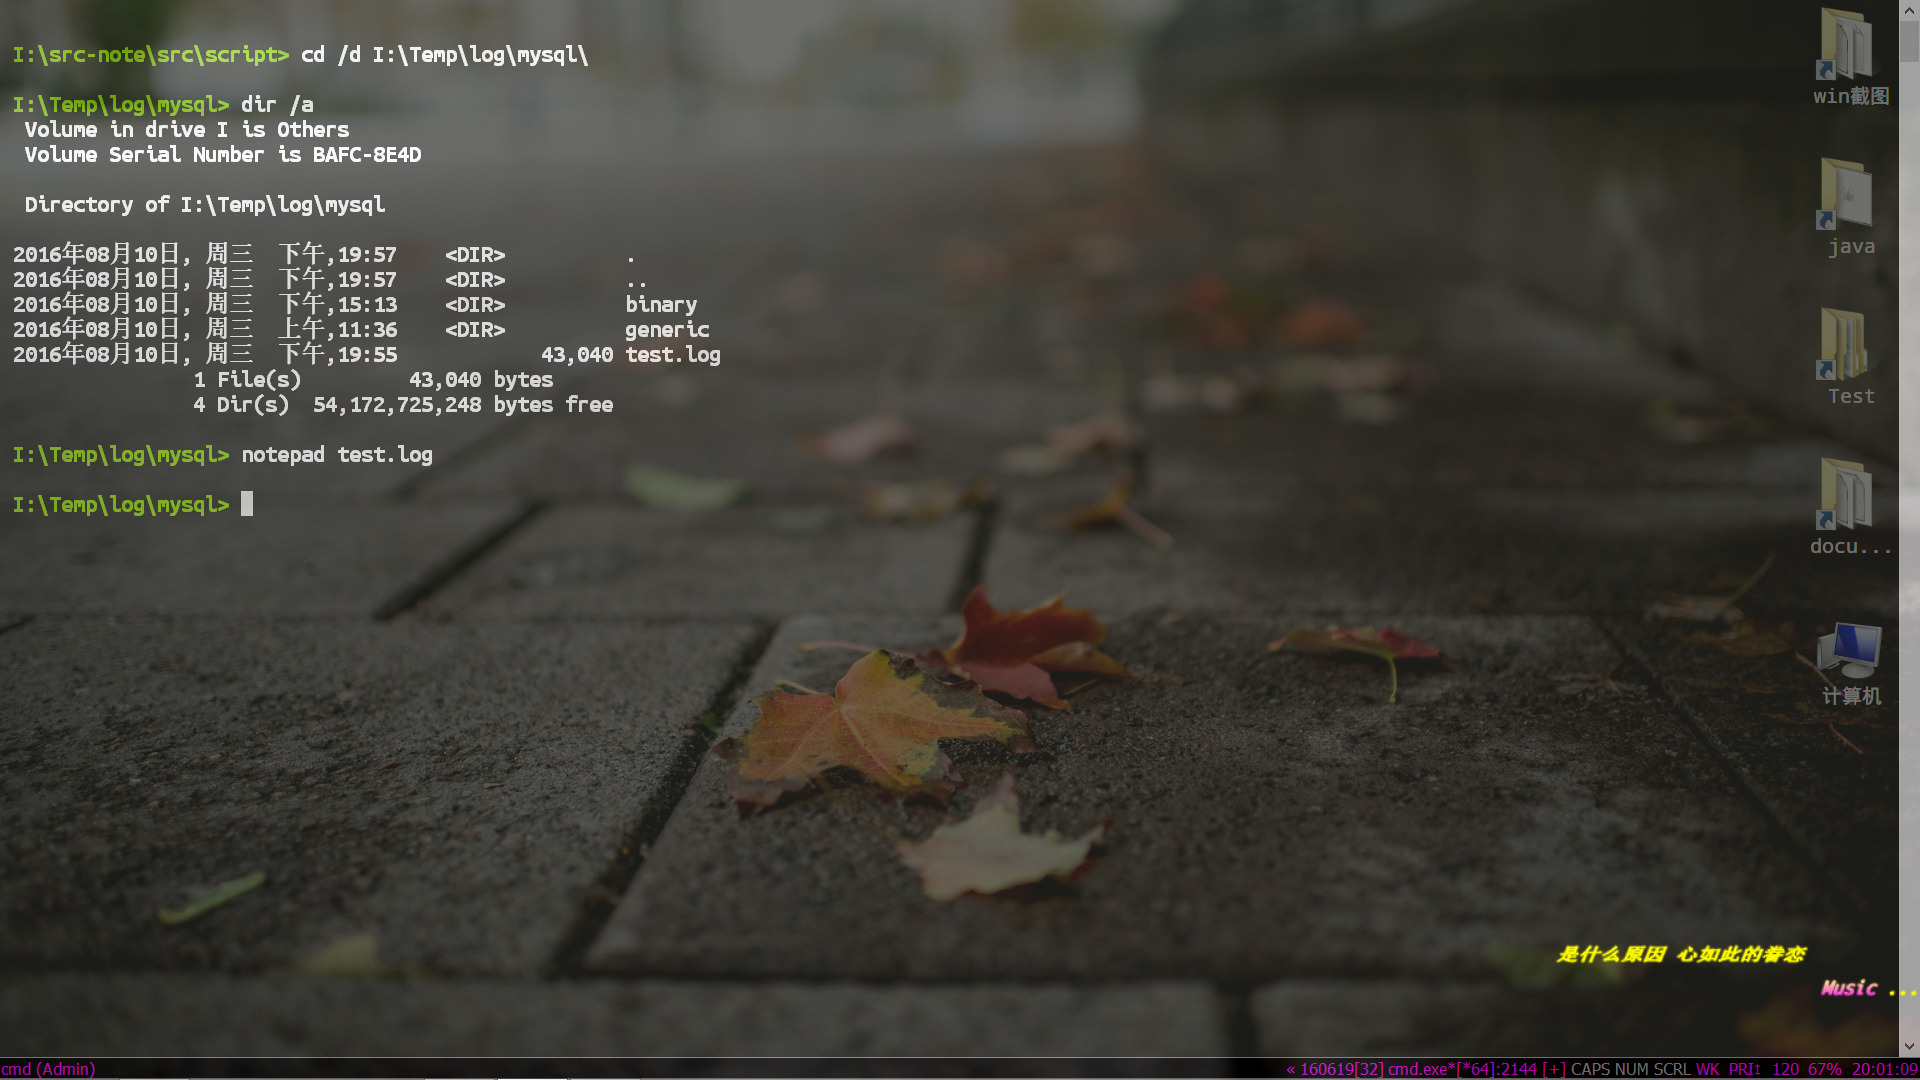 I:\src-note\src\script> cd /d I:\Temp\log\mysql\
I:\Temp\log\mysql> dir /a
Volume in drive I is Others
Volume Serial Number is BAFC-8E4D
Directory of I:\Temp\log\mysql
2016年08月10日, 周三  下午,19:57    <DIR>          .
2016年08月10日, 周三  下午,19:57    <DIR>          ..
2016年08月10日, 周三  下午,15:13    <DIR>          binary
2016年08月10日, 周三  上午,11:36    <DIR>          generic
2016年08月10日, 周三  下午,19:55            43,040 test.log
1 File(s)         43,040 bytes
4 Dir(s)  54,172,725,248 bytes free
I:\Temp\log\mysql> notepad test.log
I:\Temp\log\mysql>
win截图
java
Test
docu...
计算机
是什么原因 心如此的眷恋
Music ...
cmd (Admin)
« 160619[32] cmd.exe*[*64]:2144 [+] CAPS NUM SCRL WK PRI↕ 120 67% 20:01:09